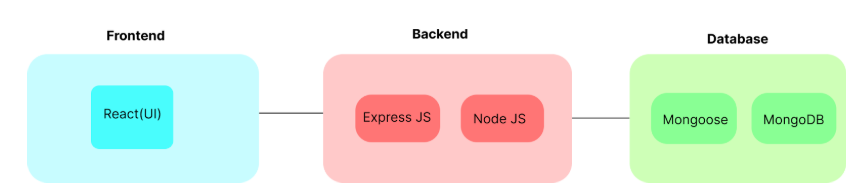 Frontend
Backend
Database
React(UI)
Express JS
Node JS
Mongoose
MongoDB